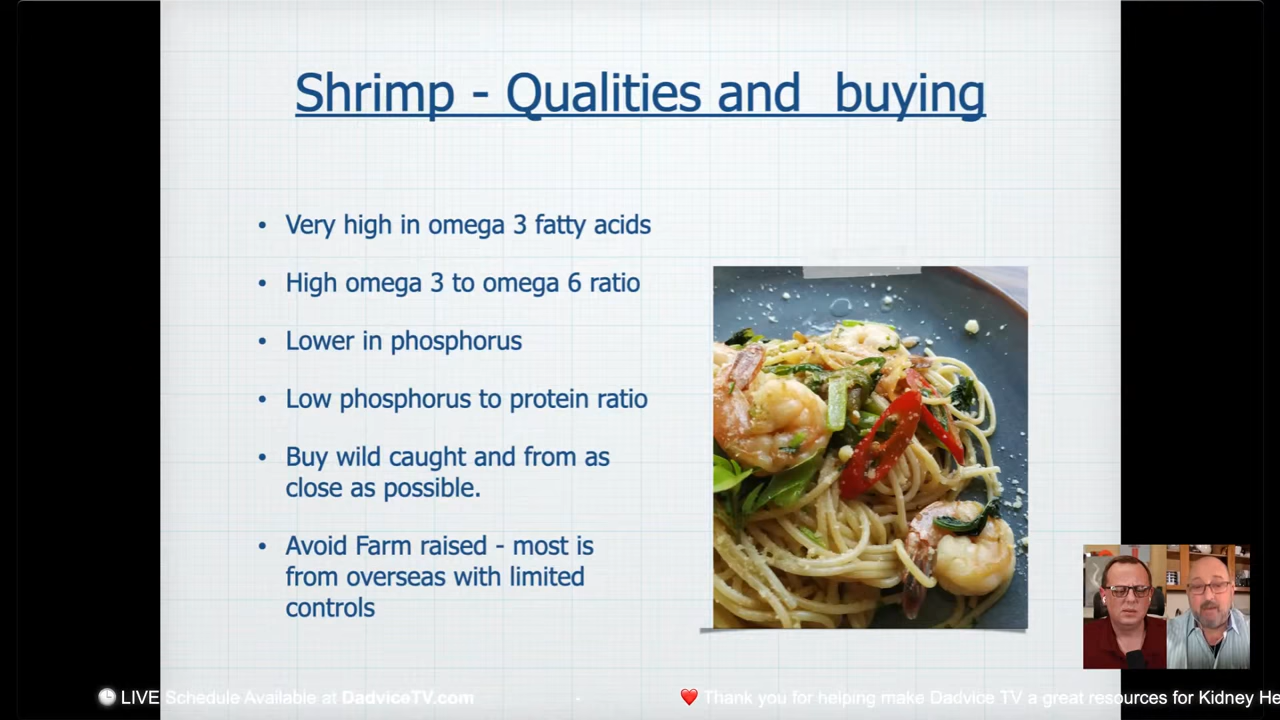 Shrimp - Qualities and buying
• Very high in omega 3 fatty acids
• High omega 3 to omega 6 ratio
• Lower in phosphorus
• Low phosphorus to protein ratio
• Buy wild caught and from as
close as possible.
• Avoid Farm raised - most is
from overseas with limited
controls
🕒 LIVE Schedule Available at DadviceTV.com
❤️ Thank you for helping make Dadvice TV a great resources for Kidney He